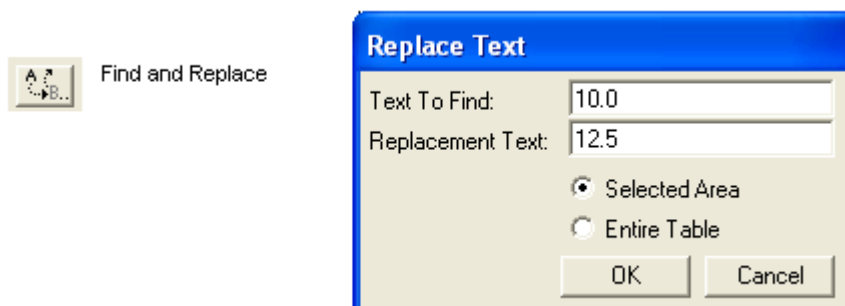 A
B..
Find and Replace
Replace Text
Text To Find: 10.0
Replacement Text: 12.5
Selected Area
Entire Table
OK Cancel